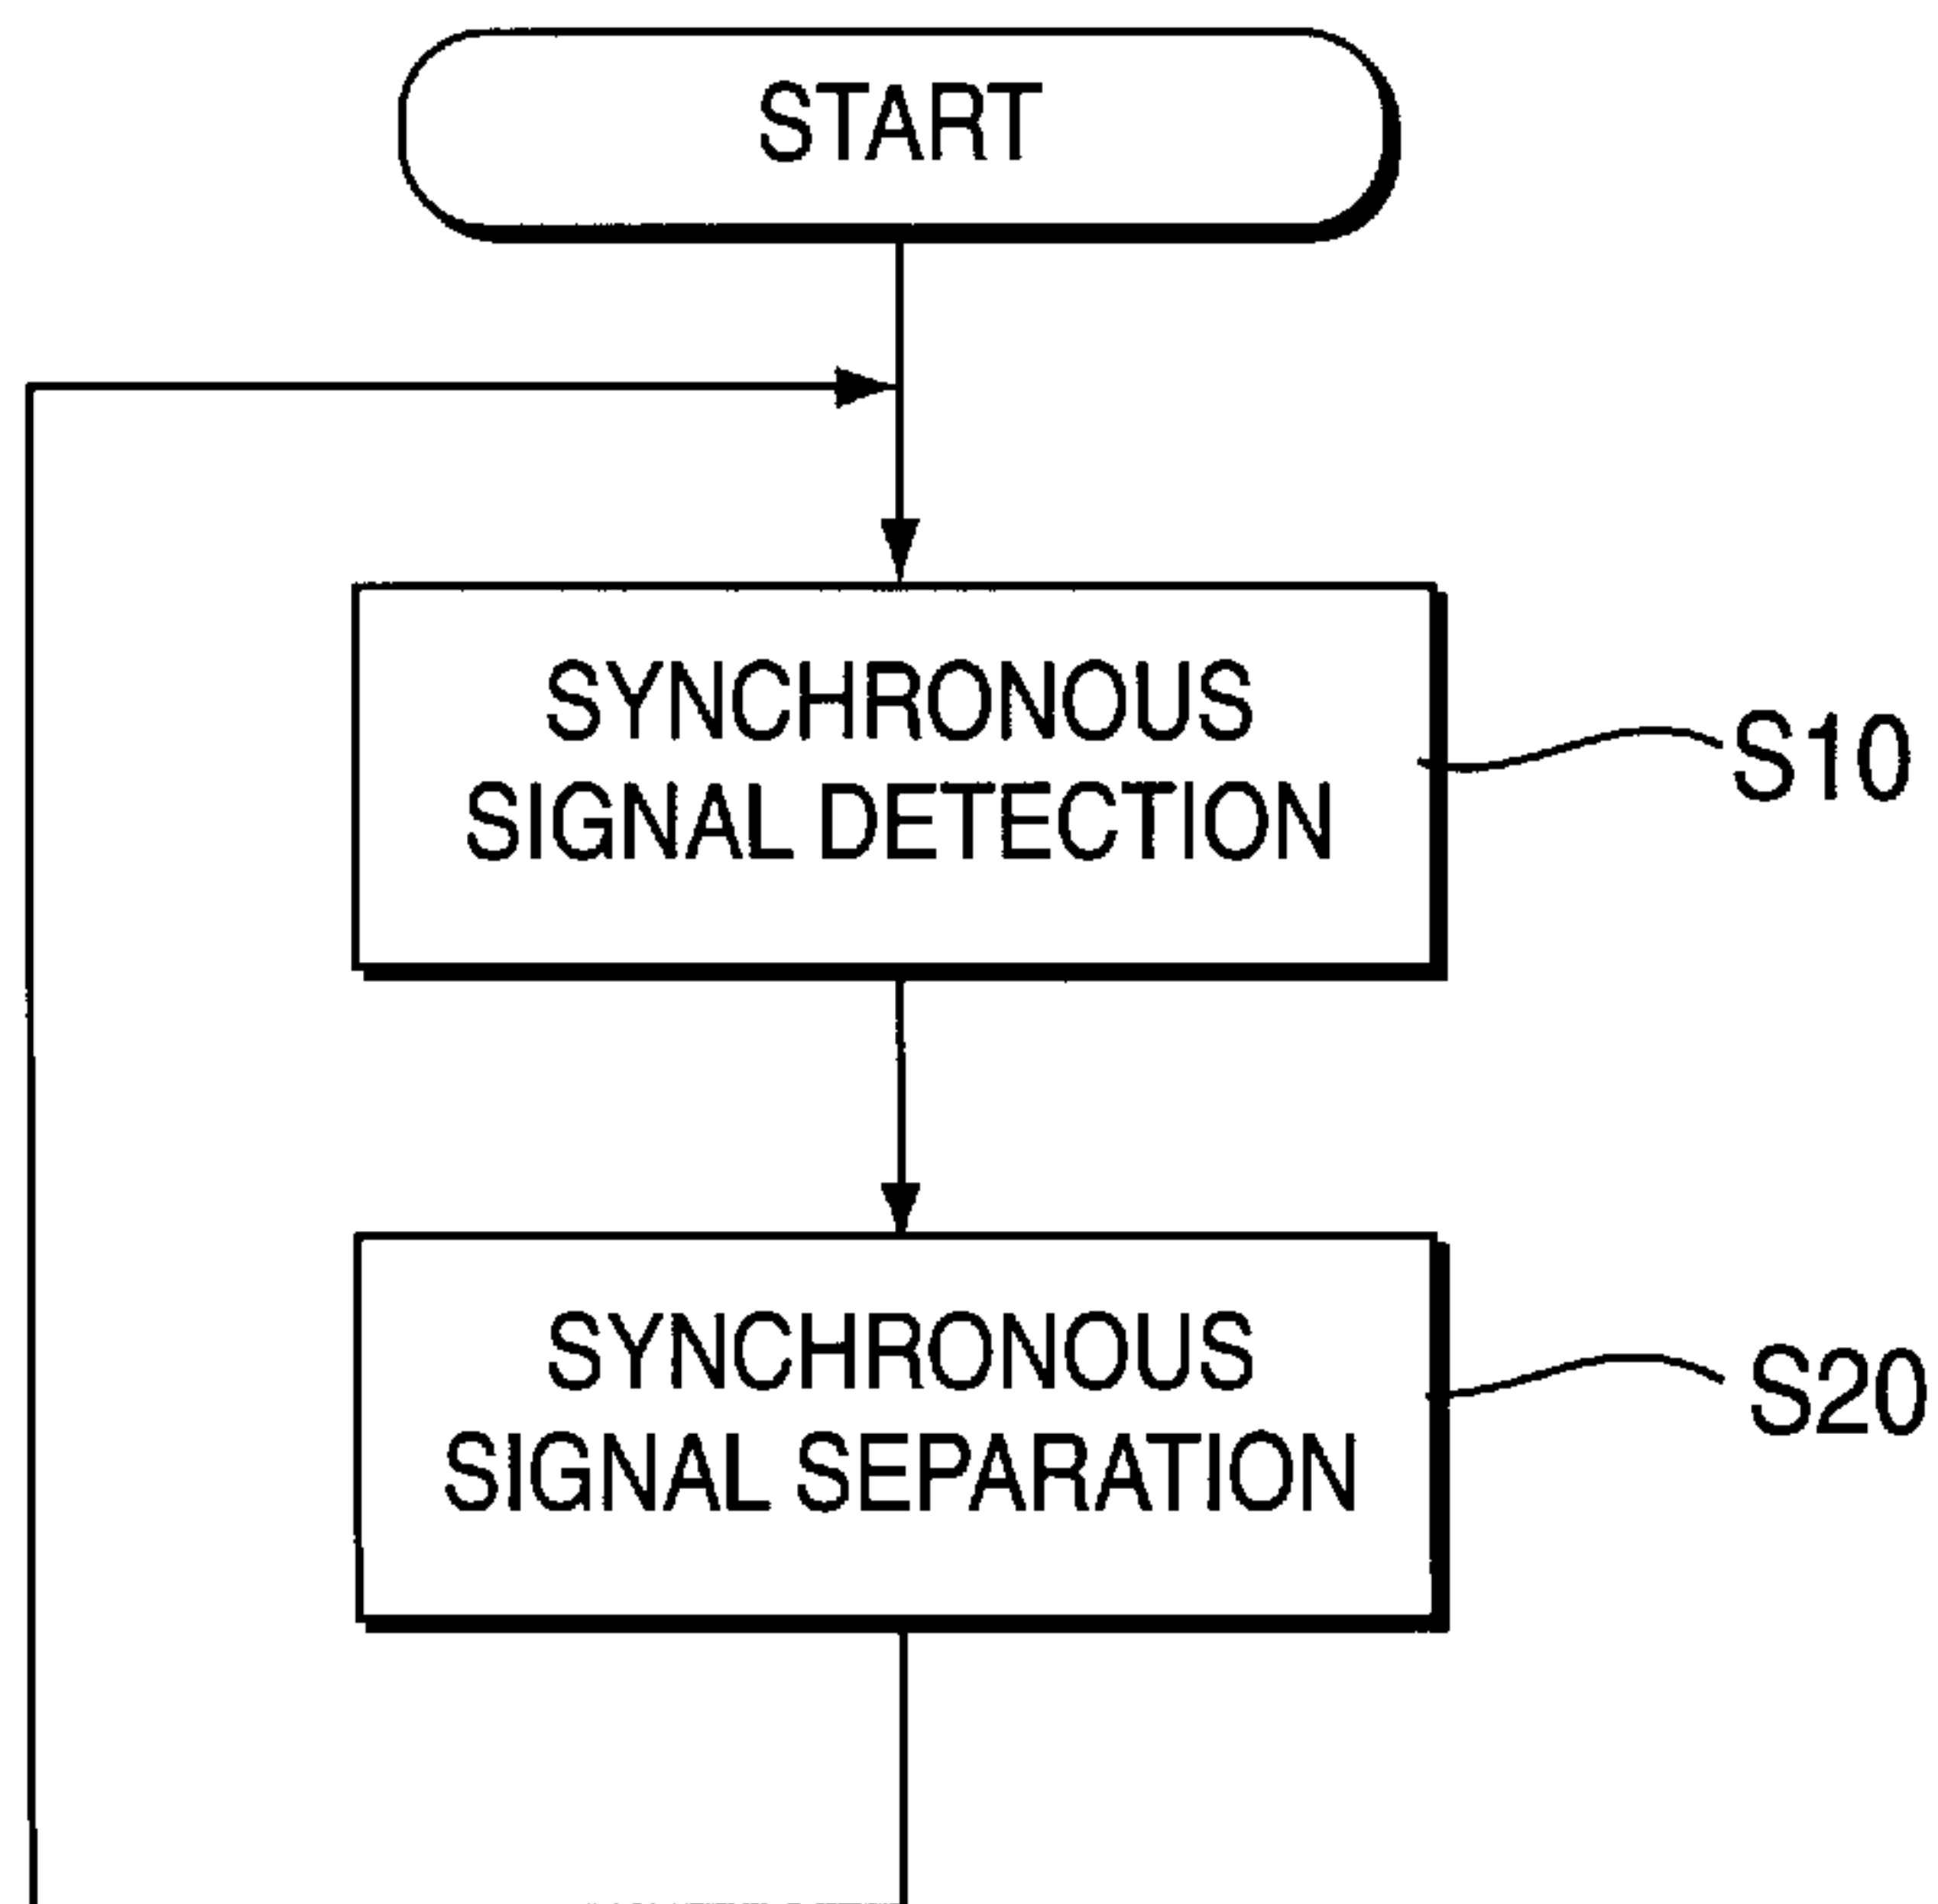 START
SYNCHRONOUS
SIGNAL DETECTION
S10
SYNCHRONOUS
SIGNAL SEPARATION
S20